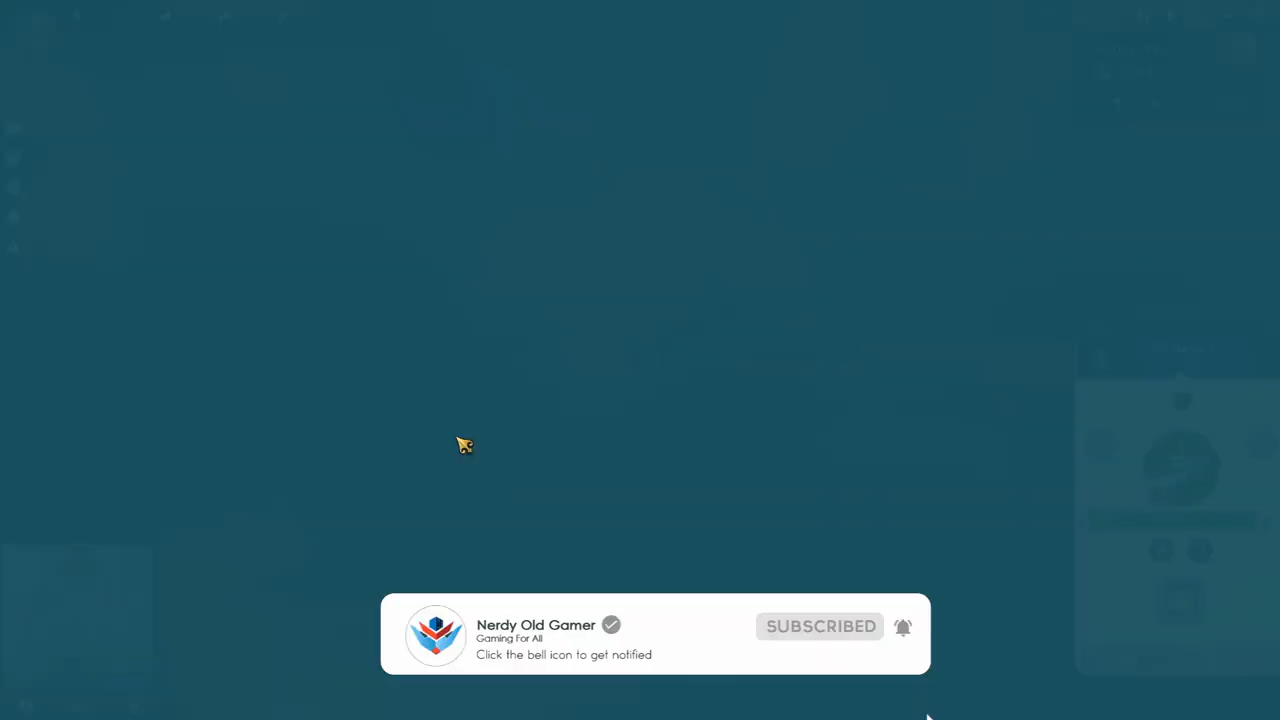 Nerdy Old Gamer
Gaming For All
SUBSCRIBED
Click the bell icon to get notified